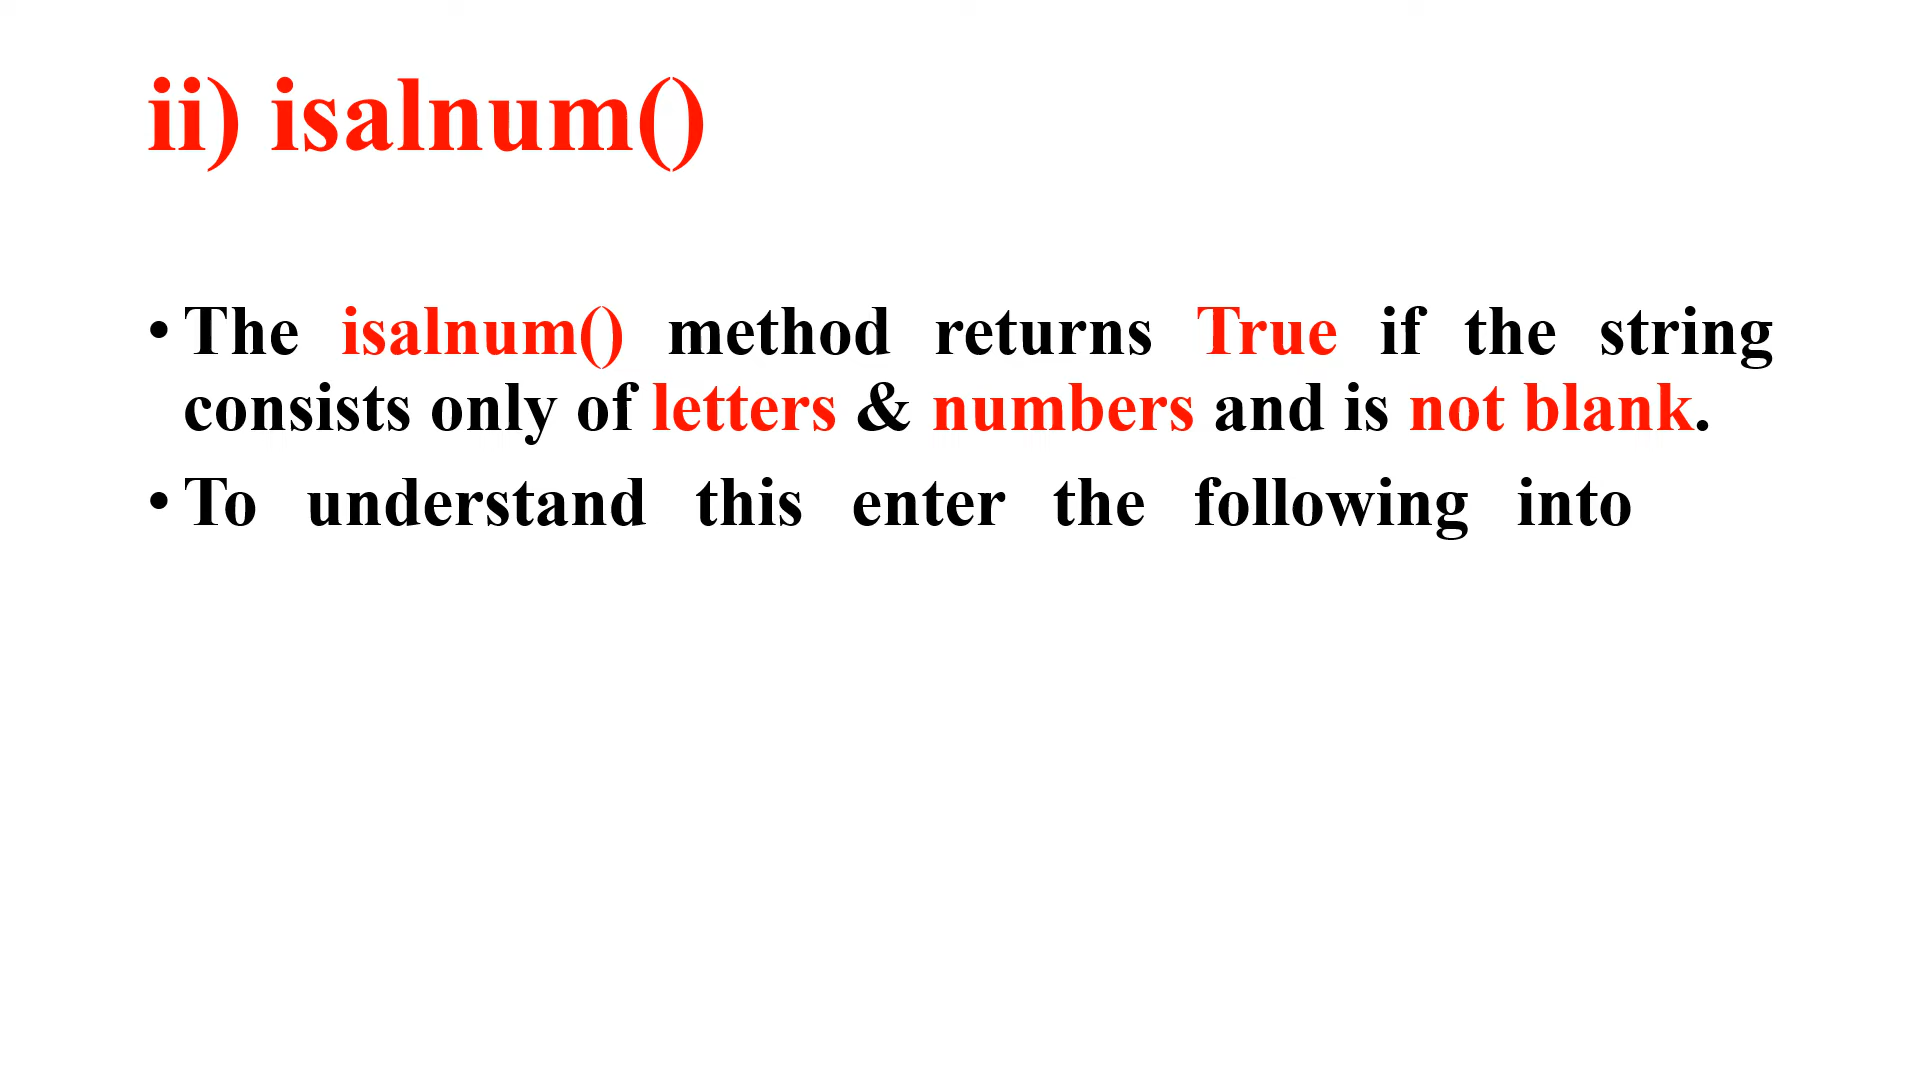 ii) isalnum()
• The isalnum() method returns True if the string
consists only of letters & numbers and is not blank.
• To understand this enter the following into